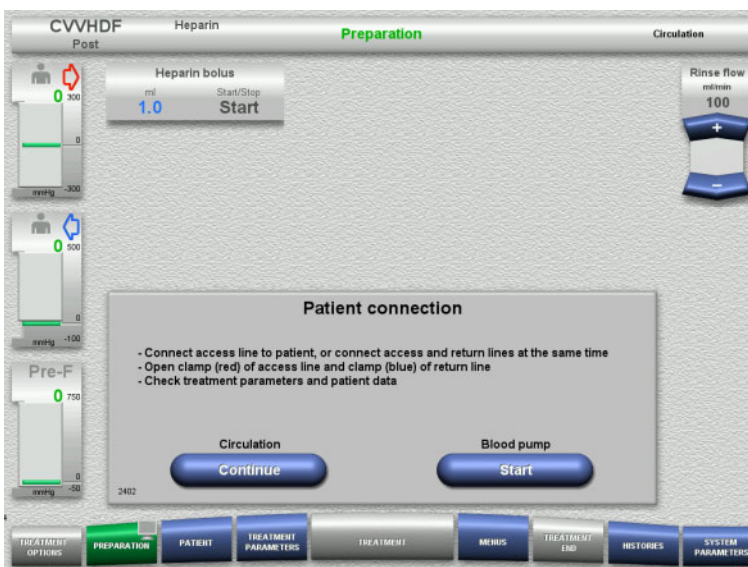 CVVHDF
Post
Heparin
Preparation
Circulation
0
300
0
mmHg
-300
Heparin bolus
ml
Start/Stop
1.0
Start
Rinse flow
ml/min
100
+
–
0
500
0
mmHg
-100
Pre-F
0
750
0
mmHg
-50
Patient connection
- Connect access line to patient, or connect access and return lines at the same time
- Open clamp (red) of access line and clamp (blue) of return line
- Check treatment parameters and patient data
Circulation
Blood pump
Continue
Start
2402
TREATMENT
OPTIONS
PREPARATION
PATIENT
TREATMENT
PARAMETERS
TREATMENT
MENUS
TREATMENT
END
HISTORIES
SYSTEM
PARAMETERS